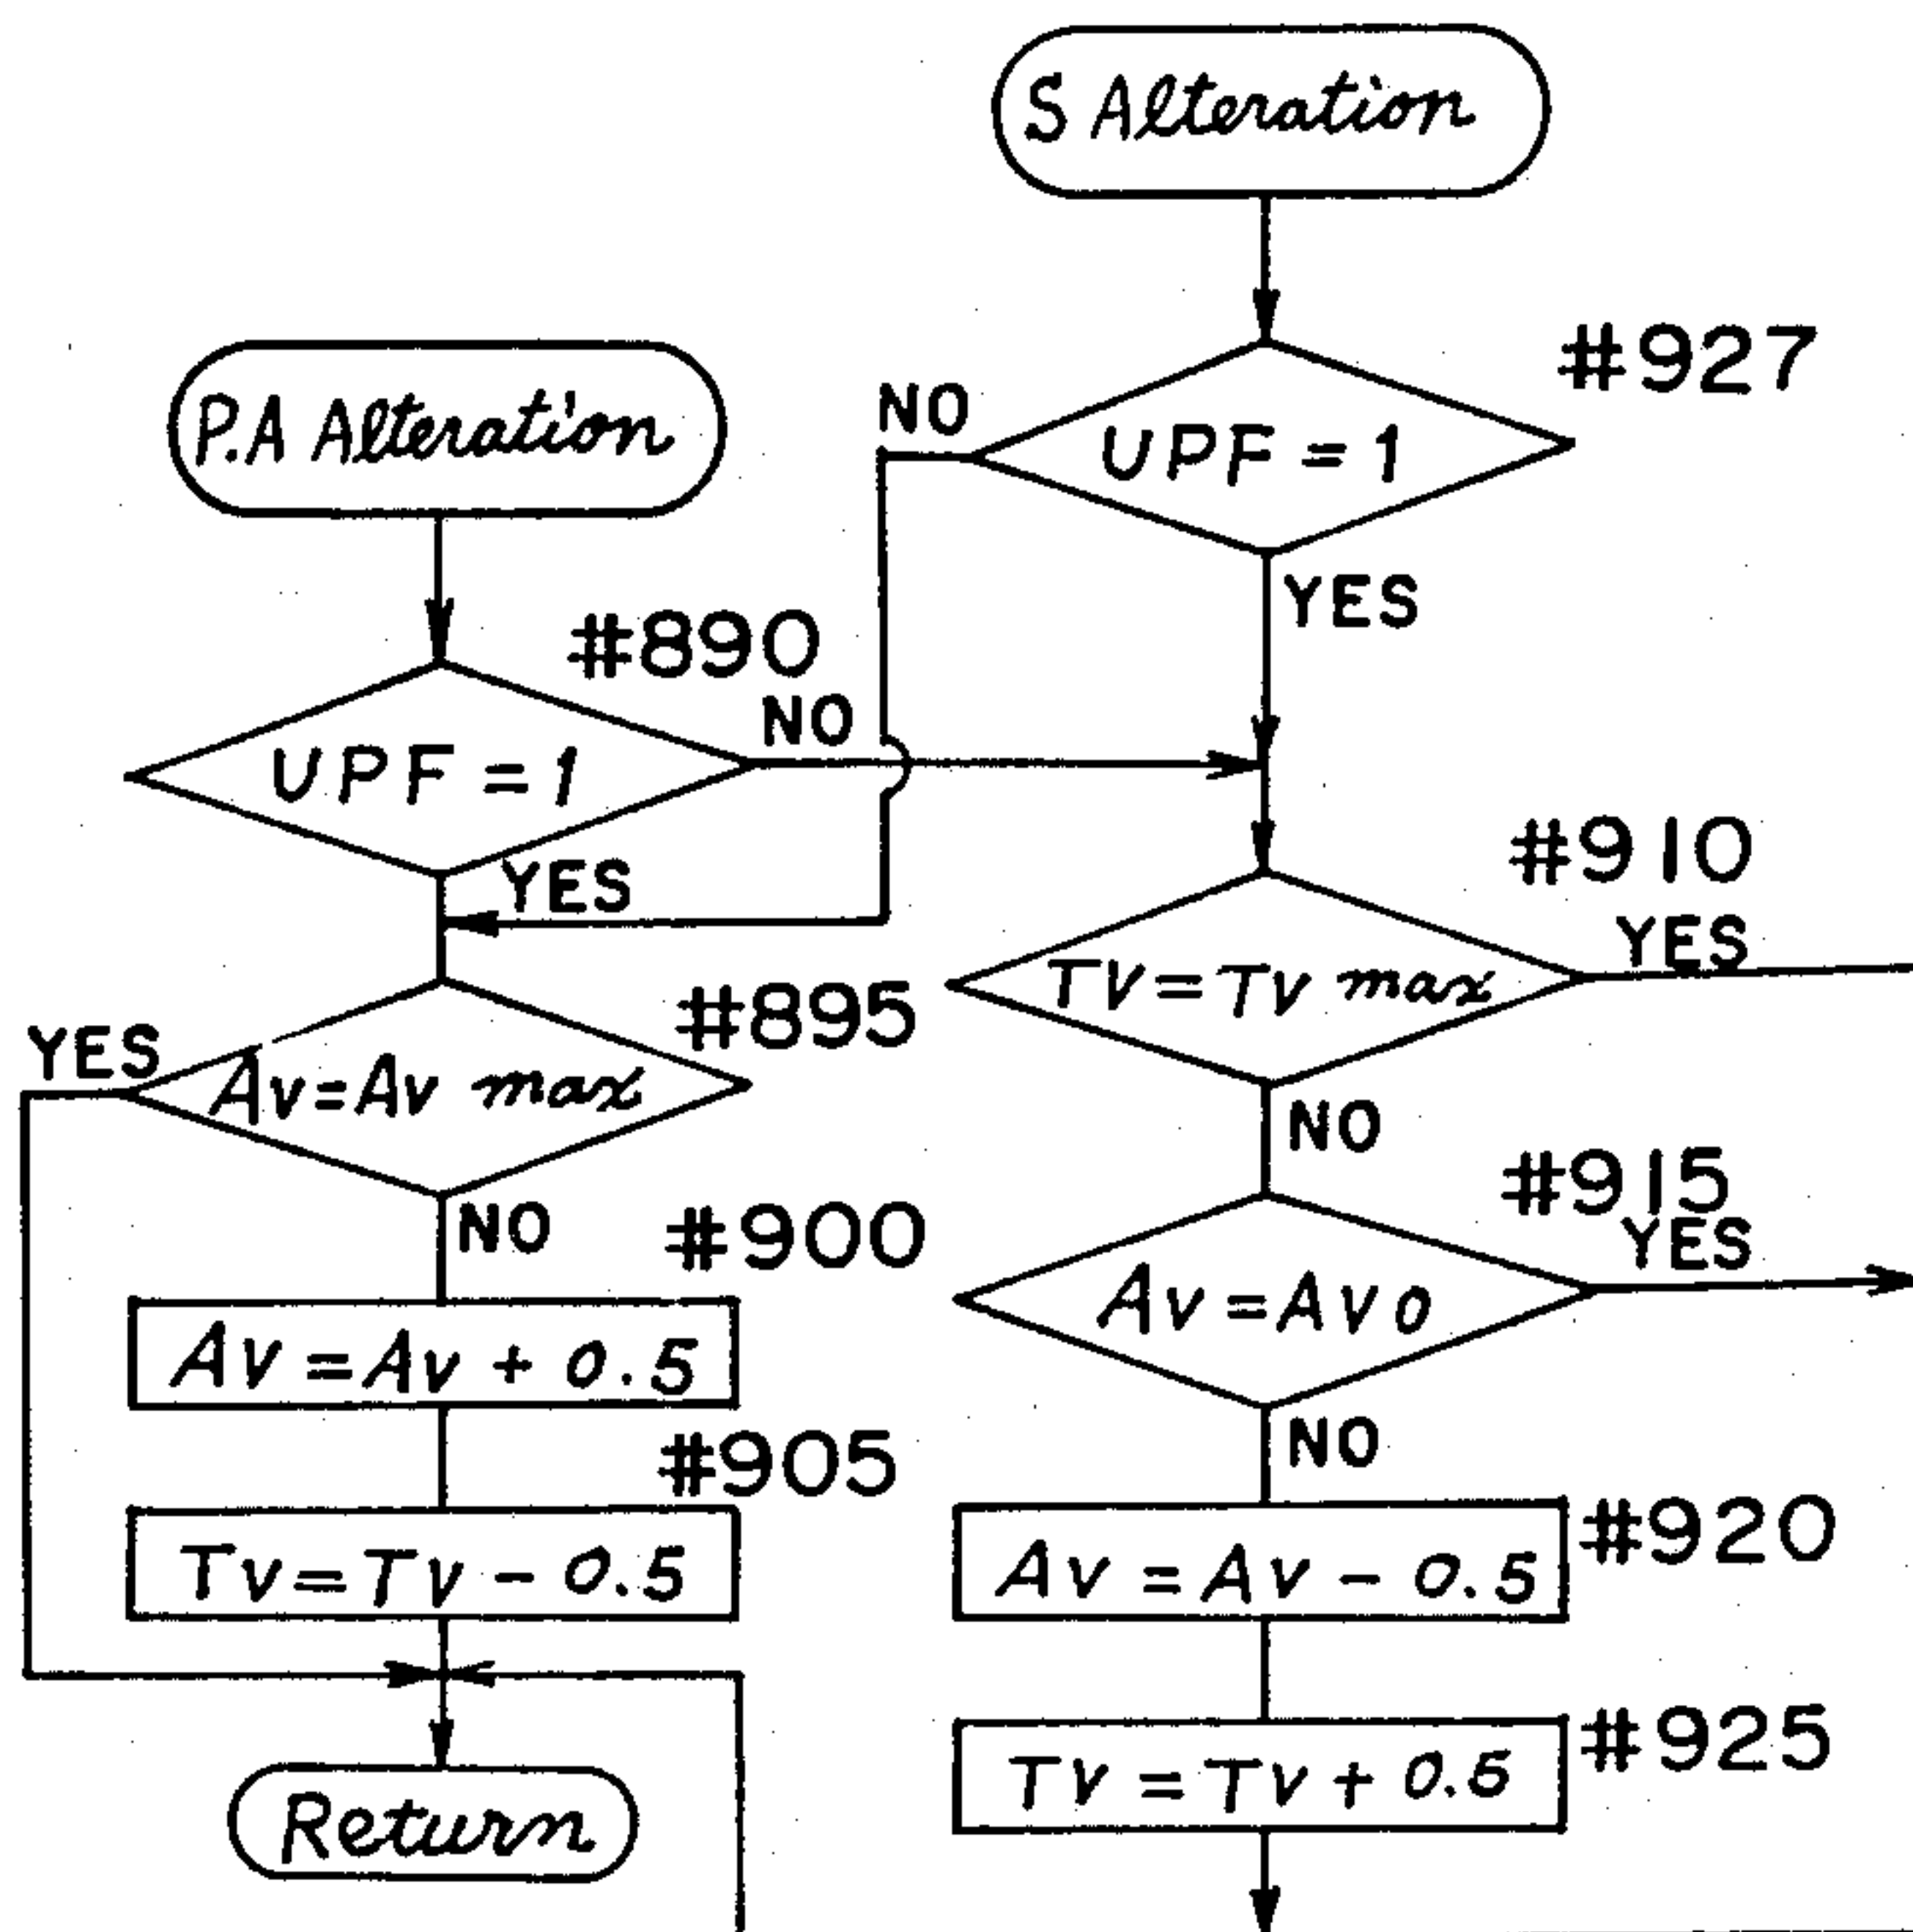 S Alteration
#927
NO
UPF = 1
YES
P.A Alteration
#890
NO
UPF = 1
YES
#910
YES
Tv = Tv max
NO
#895
YES
Av = Av max
NO
#915
YES
Av = Avo
NO
#900
Av = Av + 0.5
#905
Tv = Tv - 0.5
#920
Av = Av - 0.5
#925
Tv = Tv + 0.5
Return